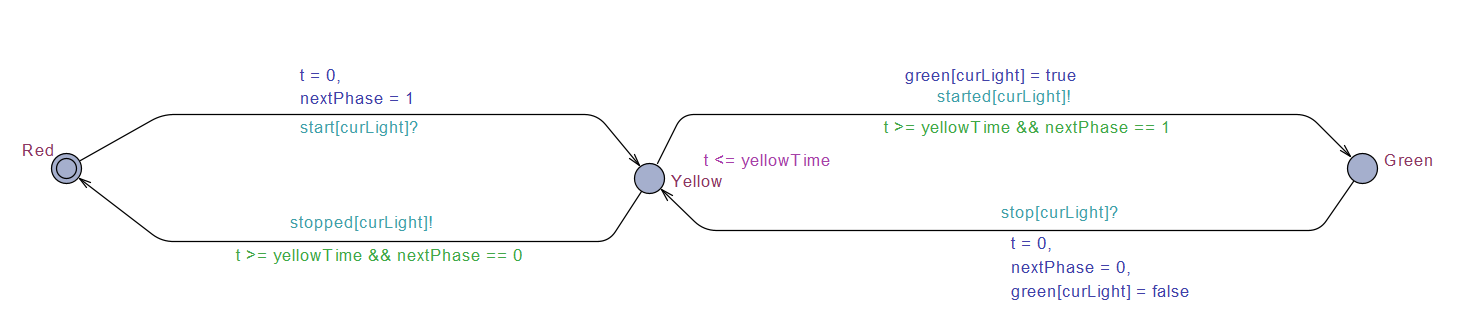 t = 0,
nextPhase = 1
start[curLight]?
green[curLight] = true
started[curLight]!
t >= yellowTime && nextPhase == 1
Red
t <= yellowTime
Yellow
Green
stopped[curLight]!
t >= yellowTime && nextPhase == 0
stop[curLight]?
t = 0,
nextPhase = 0,
green[curLight] = false